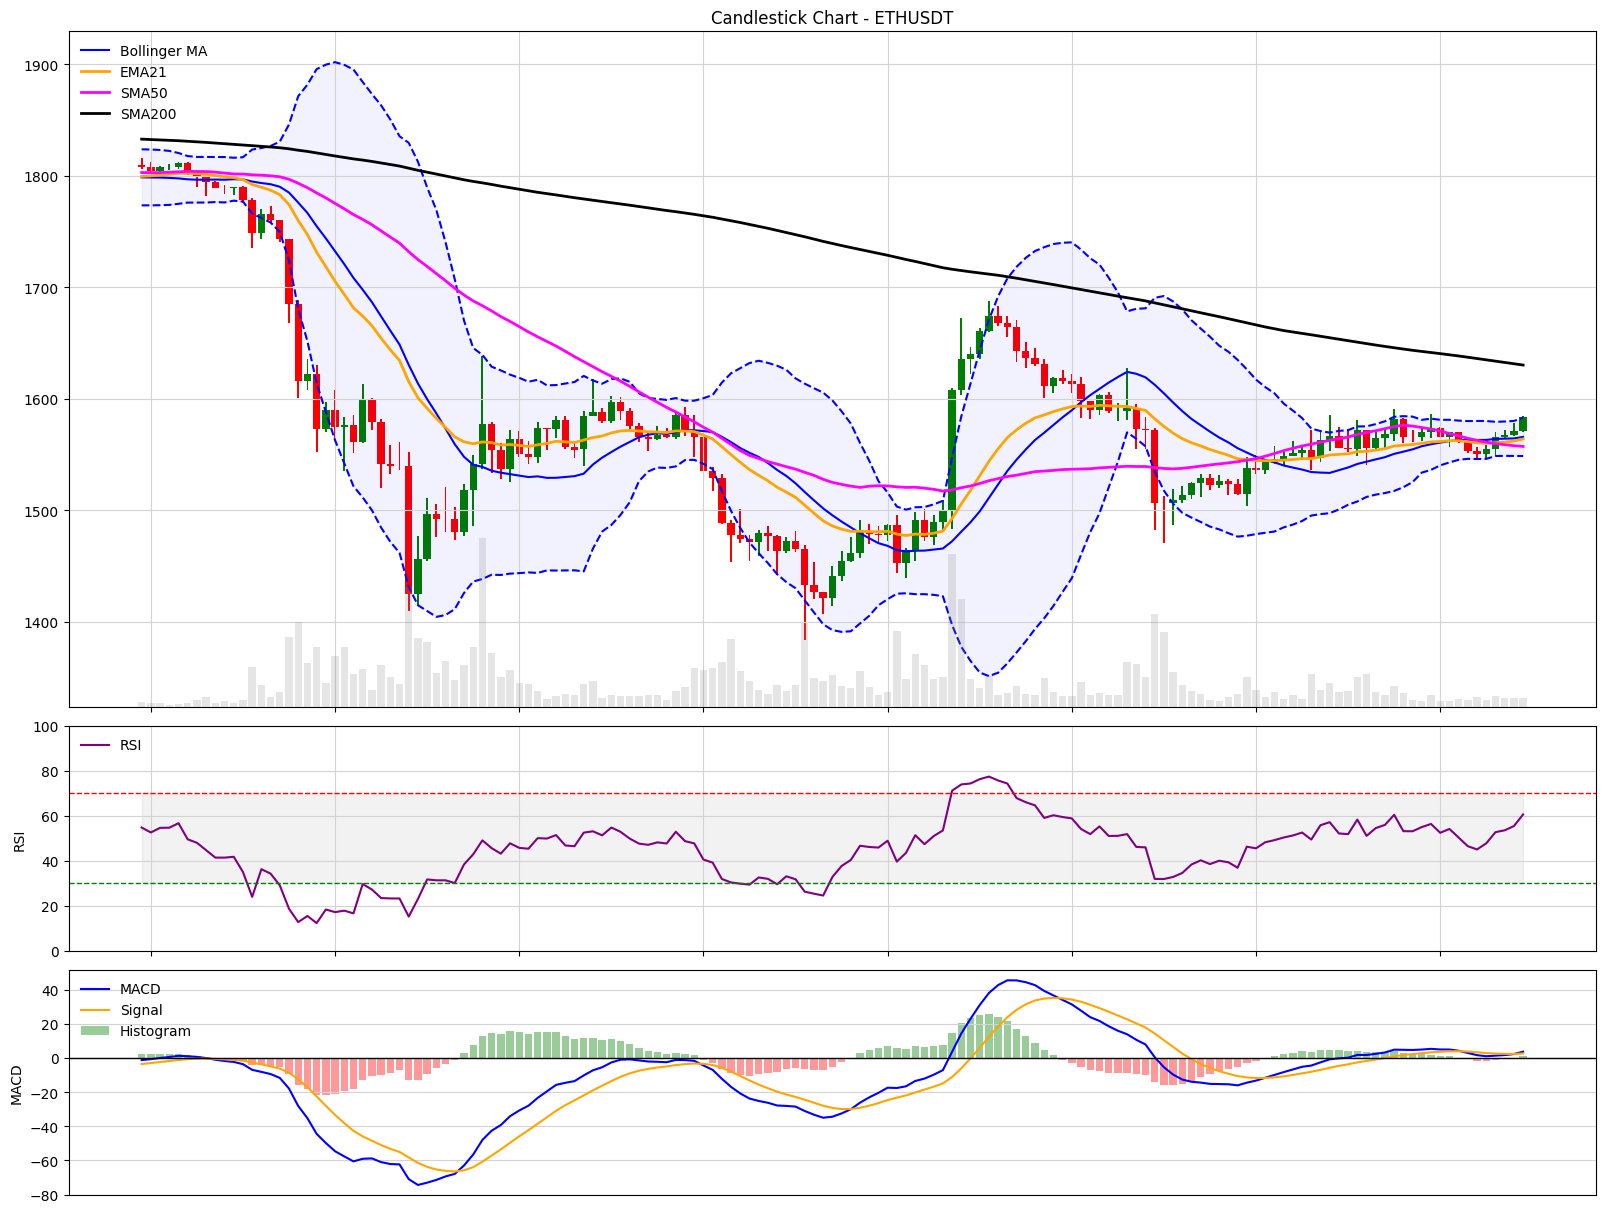 Candlestick Chart - ETHUSDT
Bollinger MA
EMA21
SMA50
SMA200
1900
1800
1700
1600
1500
1400
RSI
100
80
60
40
20
0
RSI
MACD
Signal
Histogram
40
20
0
−20
−40
−60
−80
MACD